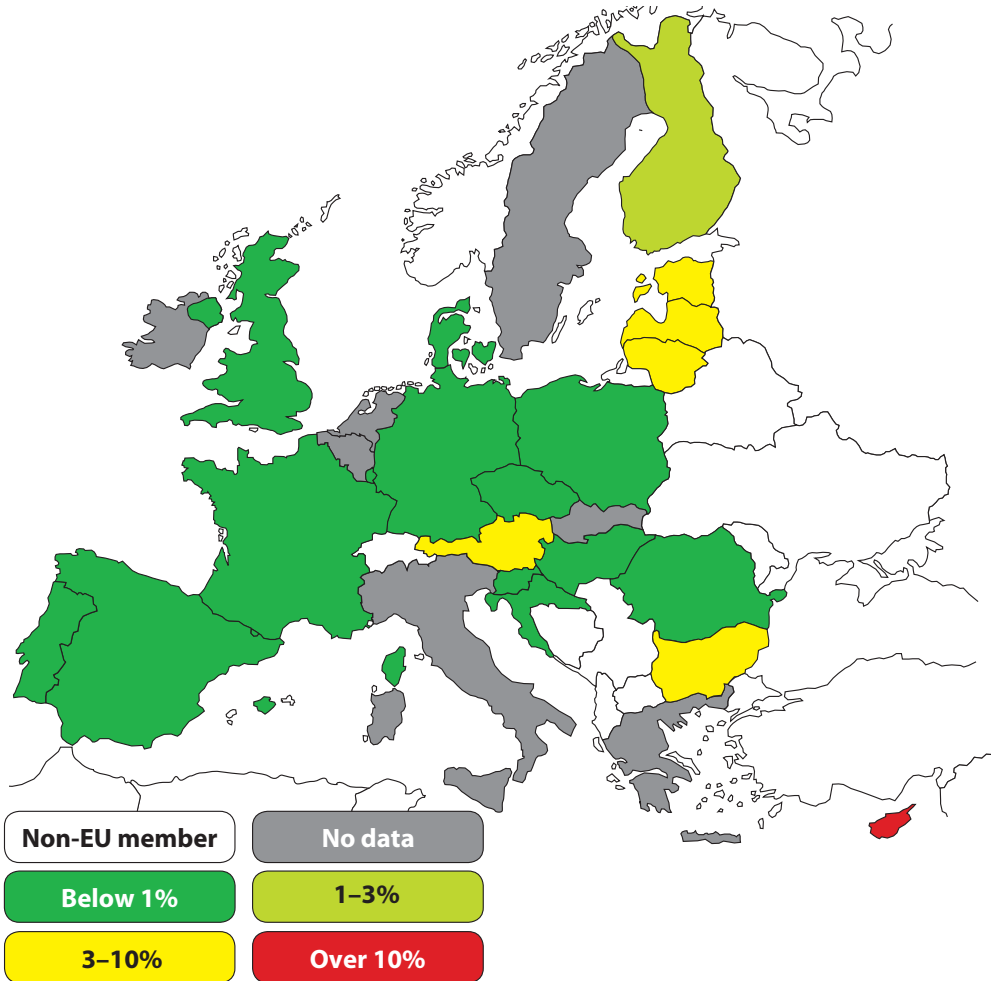 Non-EU member
No data
Below 1%
1–3%
3–10%
Over 10%